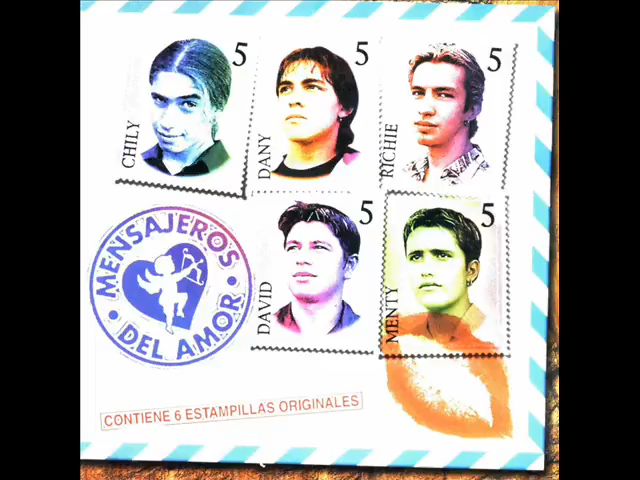 5
CHILY
5
DANY
5
RICHIE
MENSAJEROS
DEL AMOR
5
DAVID
5
MENTY
CONTIENE 6 ESTAMPILLAS ORIGINALES